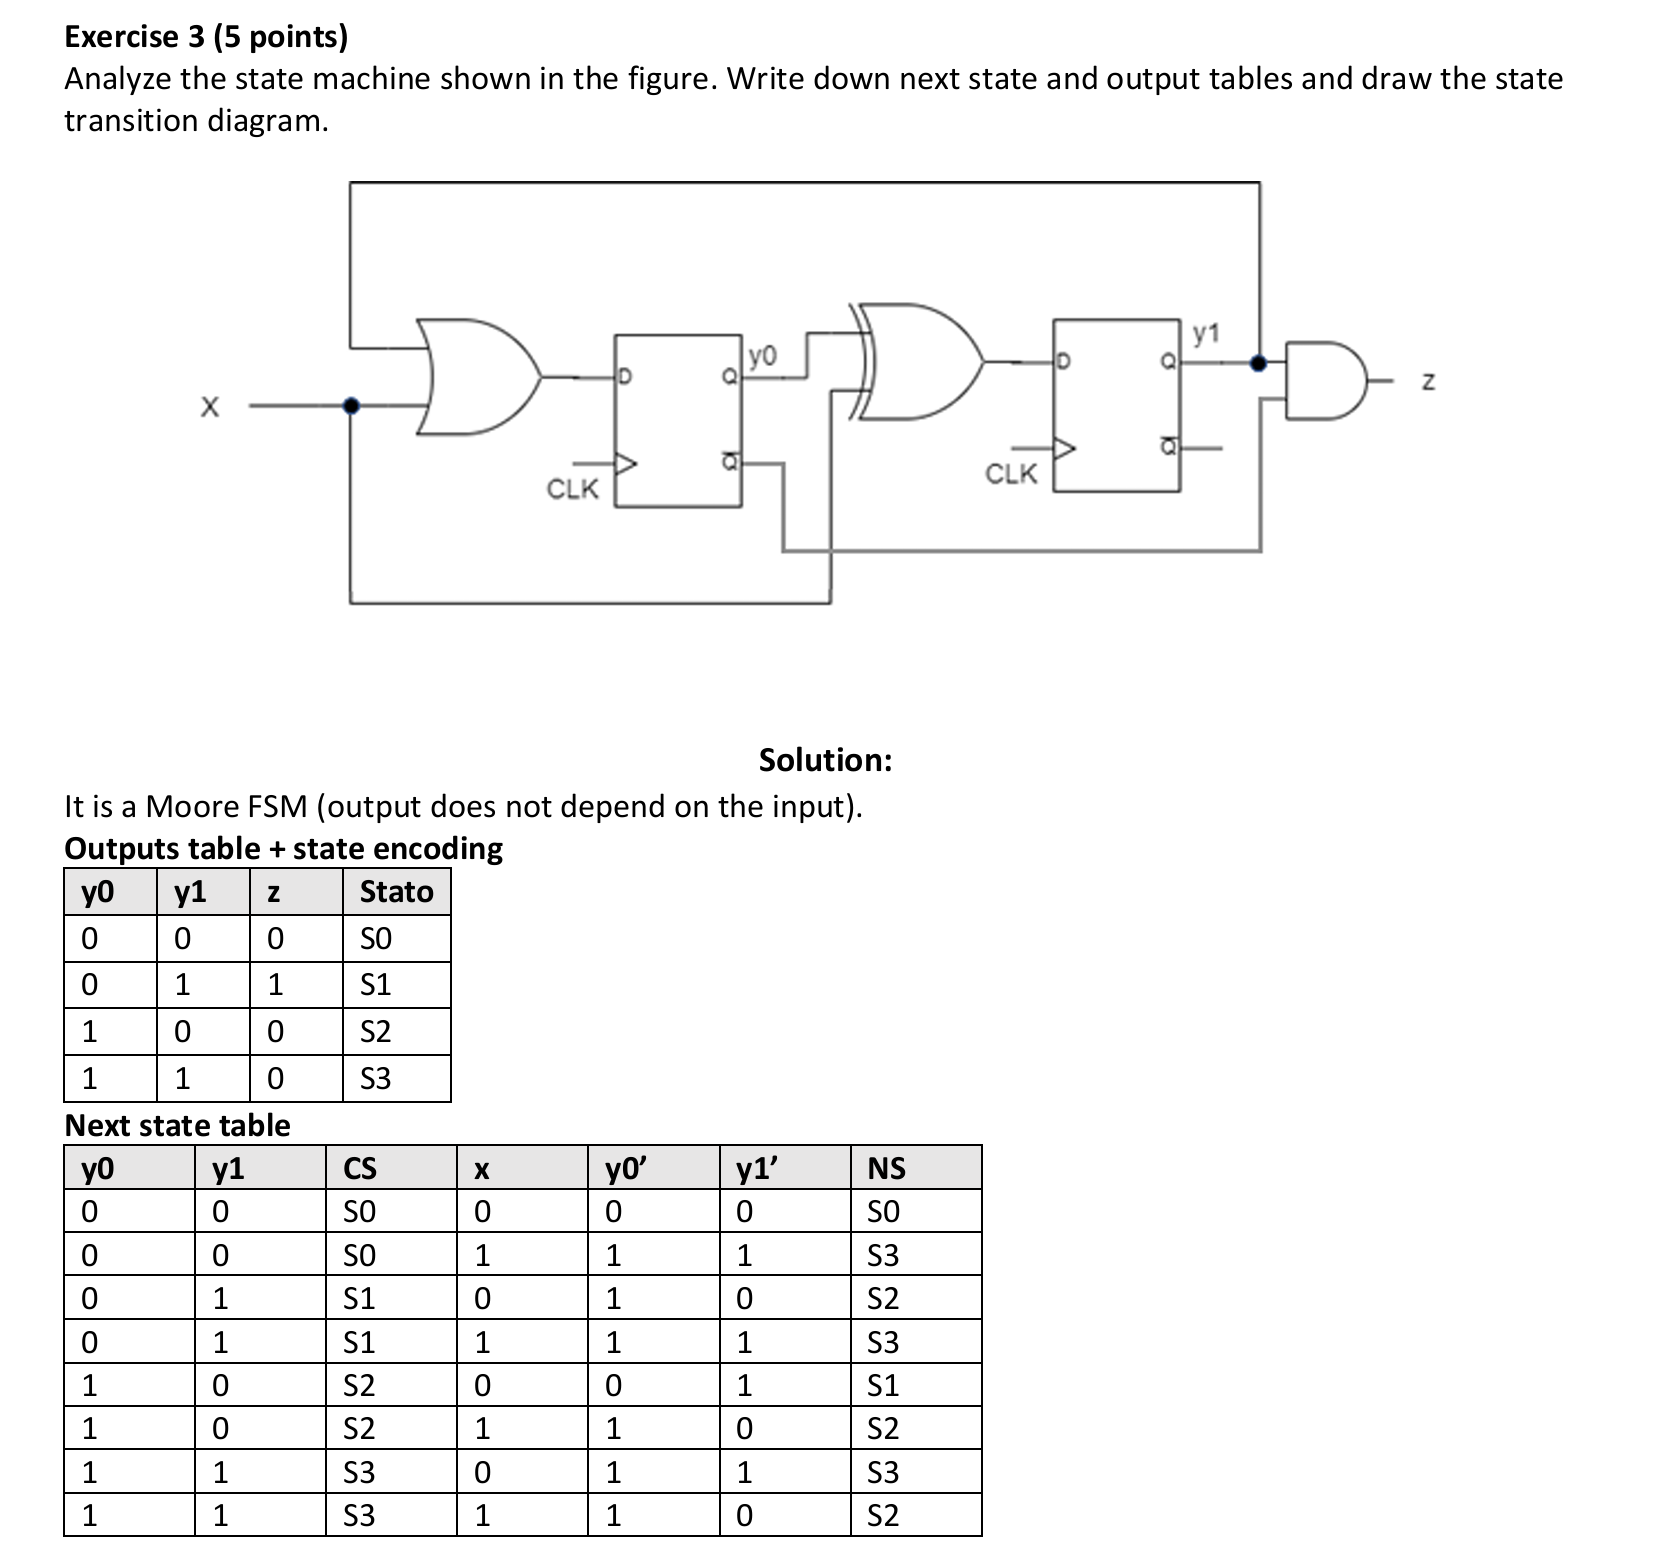 Exercise 3 (5 points)
Analyze the state machine shown in the figure. Write down next state and output tables and draw the state
transition diagram.
y1
y0
D
Q
D
Q
X
z
Q
CLK
Q
CLK
Solution:
It is a Moore FSM (output does not depend on the input).
Outputs table + state encoding
y0 y1 z Stato
0 0 0 S0
0 1 1 S1
1 0 0 S2
1 1 0 S3
Next state table
y0 y1 CS x y0’ y1’ NS
0 0 S0 0 0 0 S0
0 0 S0 1 1 1 S3
0 1 S1 0 1 0 S2
0 1 S1 1 1 1 S3
1 0 S2 0 0 1 S1
1 0 S2 1 1 0 S2
1 1 S3 0 1 1 S3
1 1 S3 1 1 0 S2